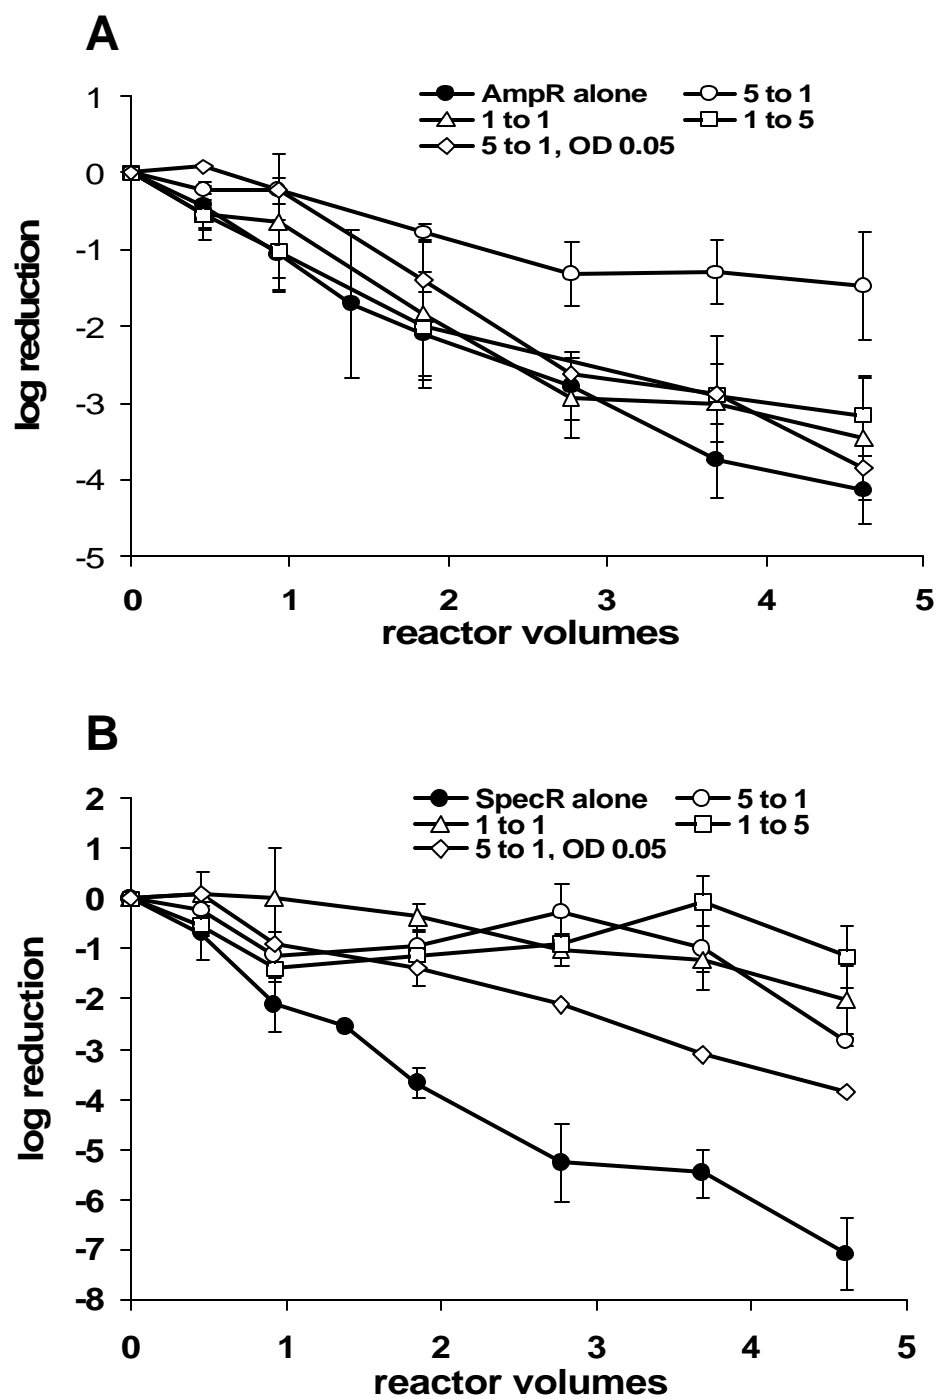 A
AmpR alone 5 to 1
1 to 1 1 to 5
5 to 1, OD 0.05
1
0
-1
-2
-3
-4
-5
log reduction
0 1 2 3 4 5
reactor volumes
B
SpecR alone 5 to 1
1 to 1 1 to 5
5 to 1, OD 0.05
2
1
0
-1
-2
-3
-4
-5
-6
-7
-8
log reduction
0 1 2 3 4 5
reactor volumes